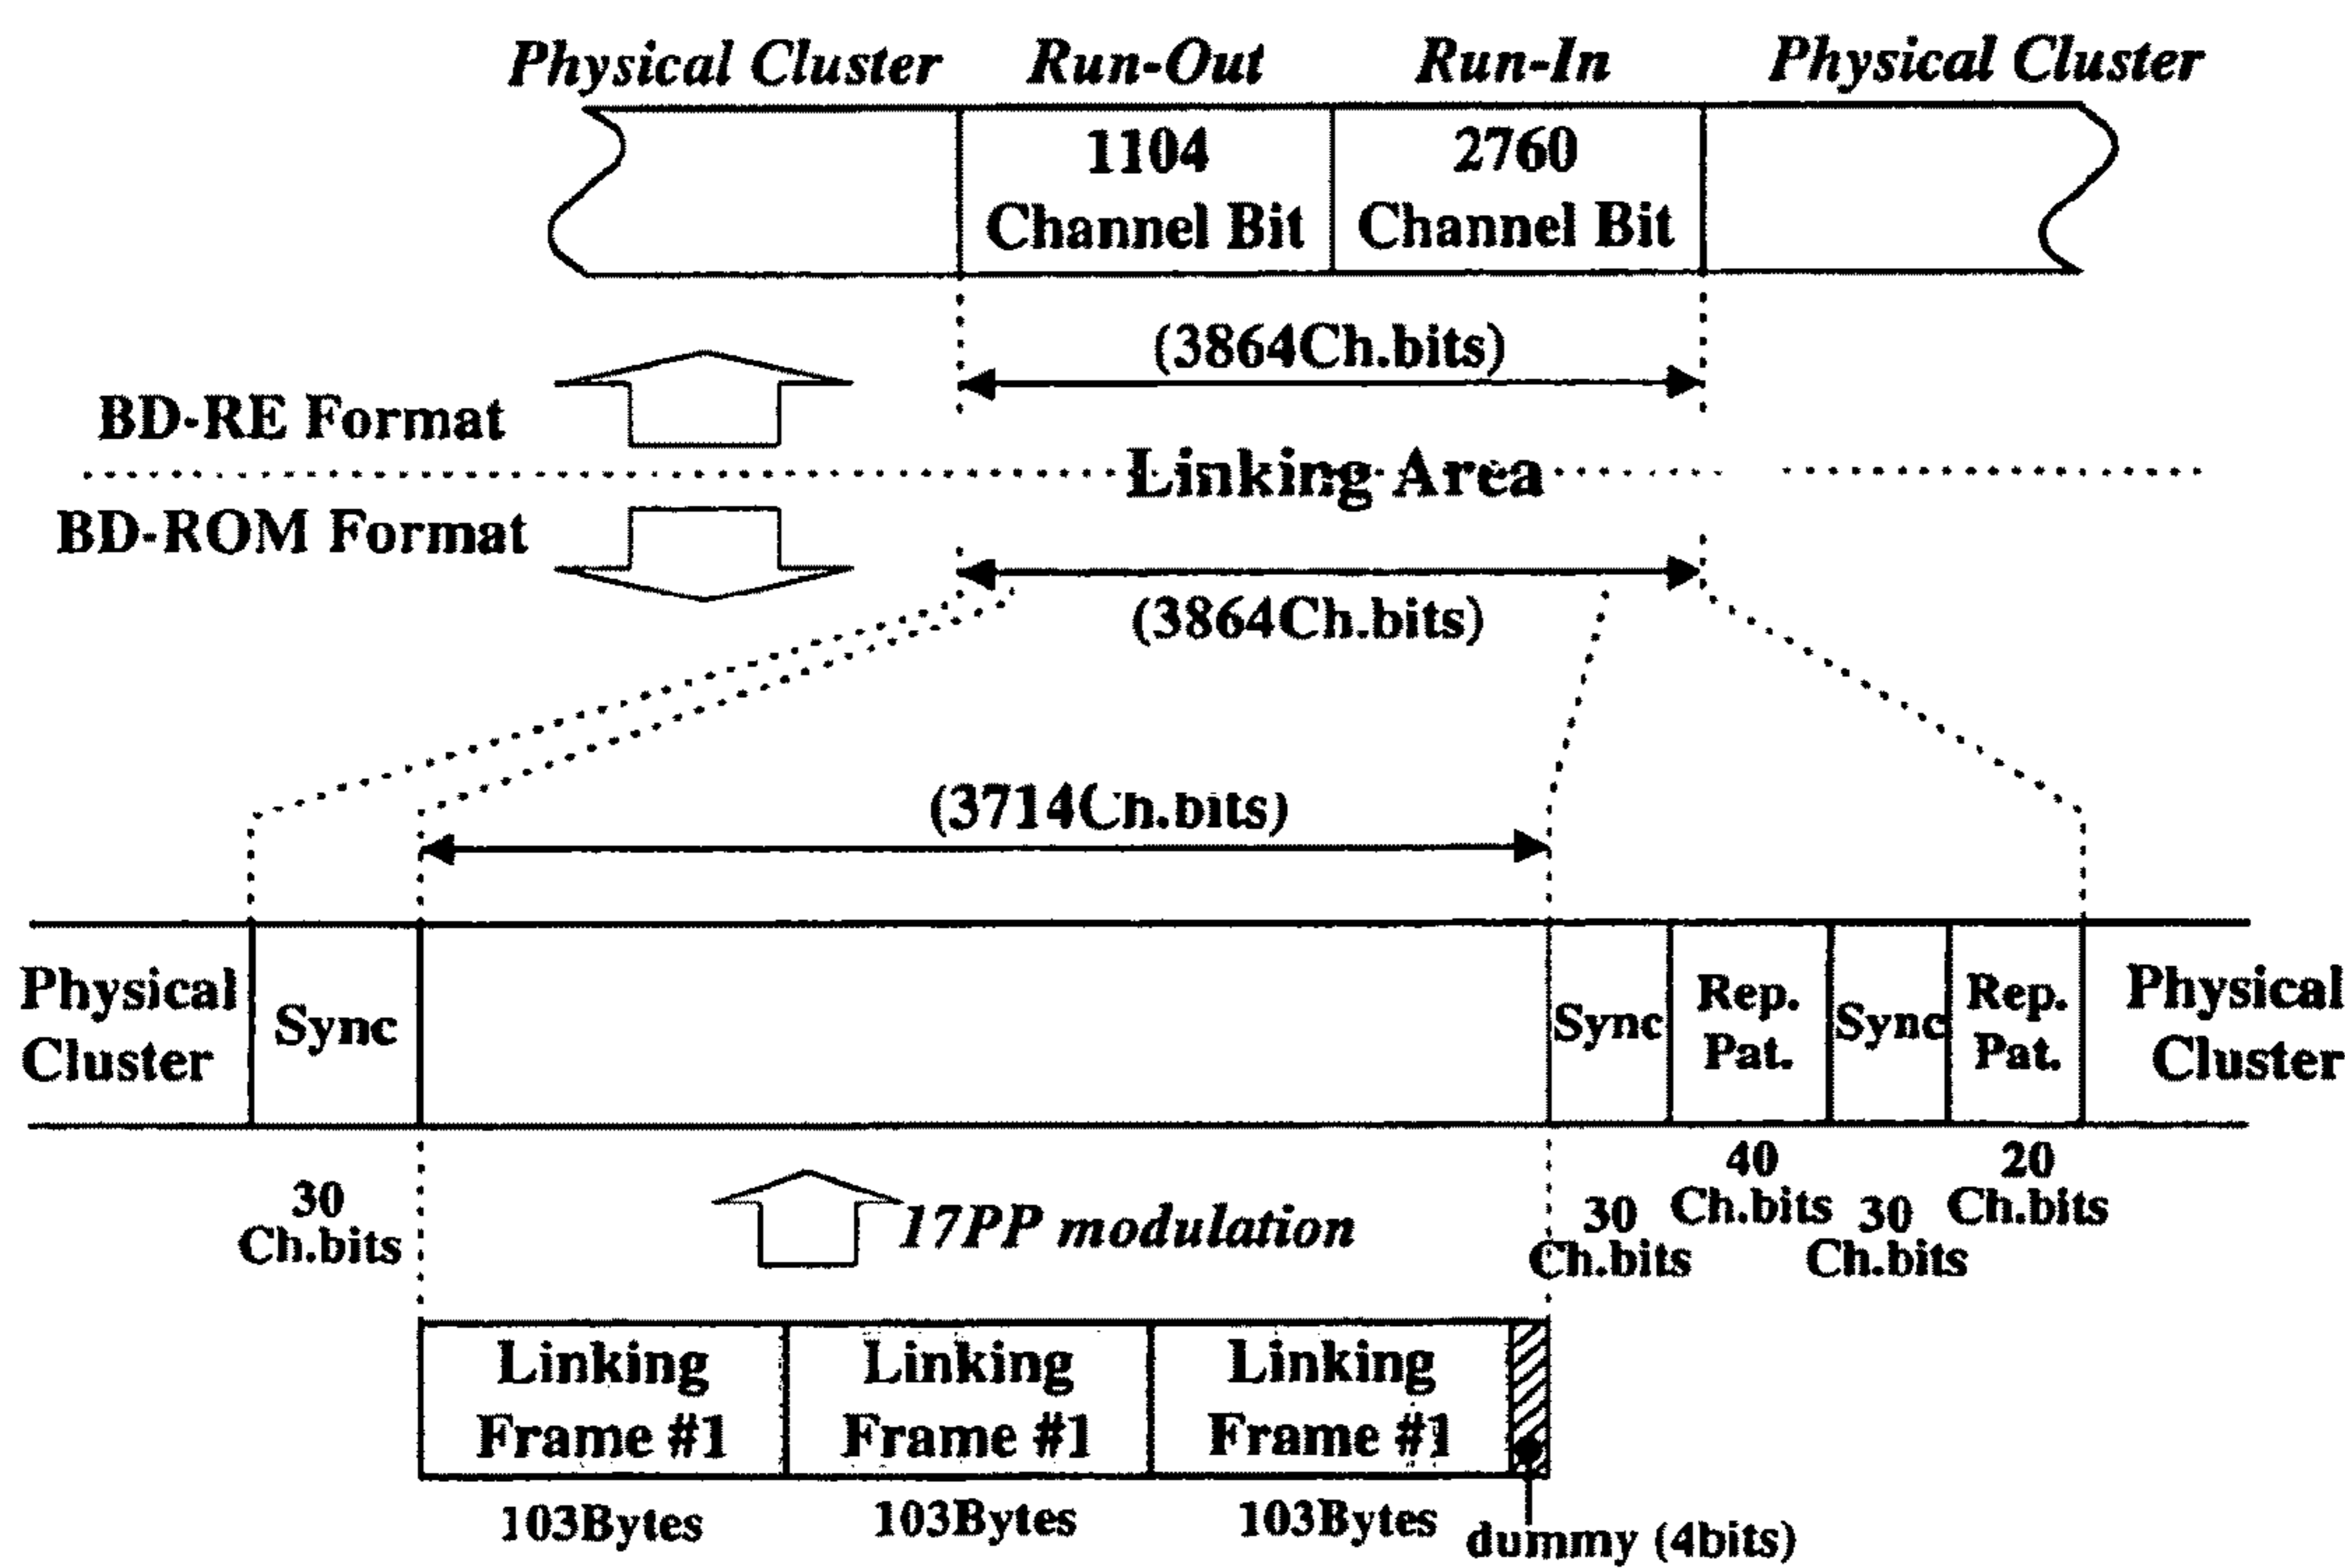 Physical Cluster Run-Out Run-In Physical Cluster
1104 2760
Channel Bit Channel Bit
(3864Ch.bits)
BD-RE Format
Linking Area
BD-ROM Format
(3864Ch.bits)
(3714Ch.bits)
Physical
Cluster
Sync
Sync
Rep.
Pat.
Sync
Rep.
Pat.
Physical
Cluster
30
Ch.bits
17PP modulation
30
Ch.bits
40
Ch.bits
30
Ch.bits
20
Ch.bits
Linking
Frame #1
Linking
Frame #1
Linking
Frame #1
103Bytes 103Bytes 103Bytes
dummy (4bits)